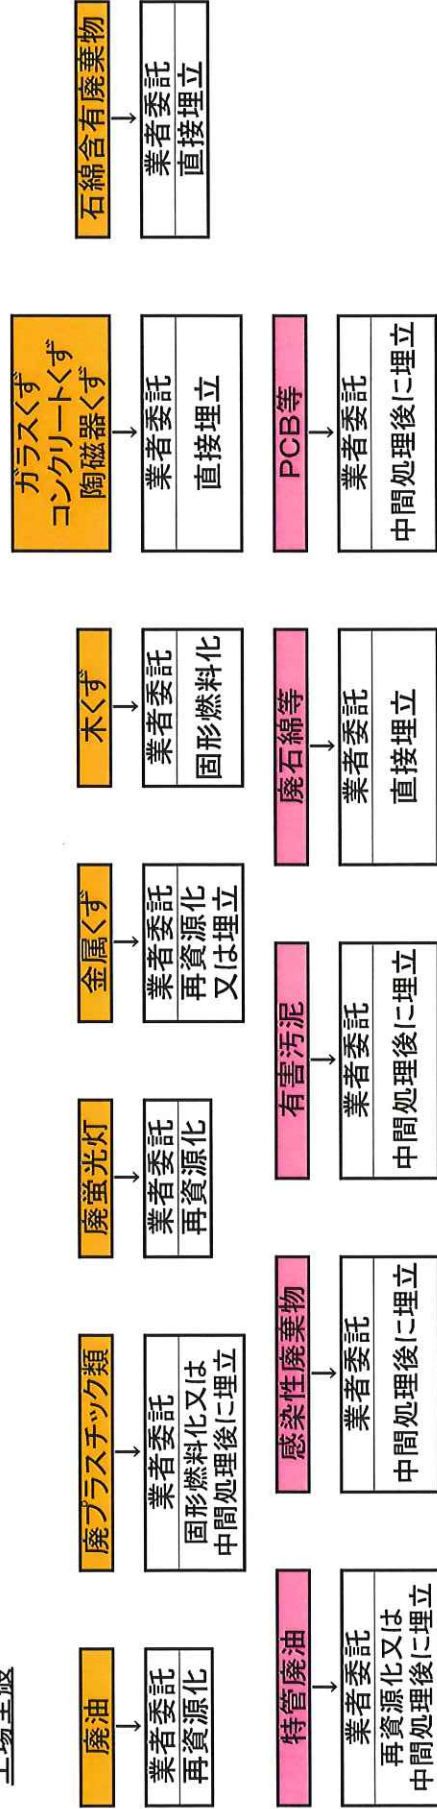 工場全般
廃油
業者委託
再資源化
廃プラスチック類
業者委託
固形燃料化又は
中間処理後に埋立
廃蛍光灯
業者委託
再資源化
金属くず
業者委託
再資源化
又は埋立
木くず
業者委託
固形燃料化
ガラスくず
コンクリートくず
陶磁器くず
業者委託
直接埋立
石綿含有廃棄物
業者委託
直接埋立
特管廃油
業者委託
再資源化又は
中間処理後に埋立
感染性廃棄物
業者委託
中間処理後に埋立
有害汚泥
業者委託
中間処理後に埋立
廃石綿等
業者委託
直接埋立
PCB等
業者委託
中間処理後に埋立